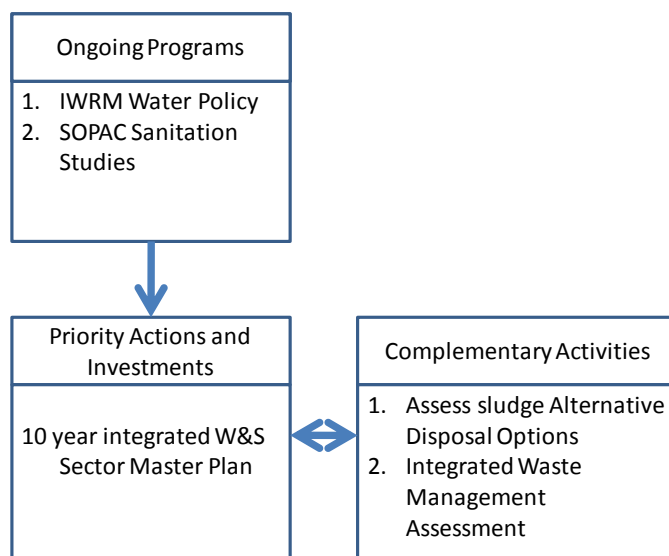 Ongoing Programs
1. IWRM Water Policy
2. SOPAC Sanitation
Studies
Priority Actions and
Investments
10 year integrated W&S
Sector Master Plan
Complementary Activities
1. Assess sludge Alternative
Disposal Options
2. Integrated Waste
Management
Assessment